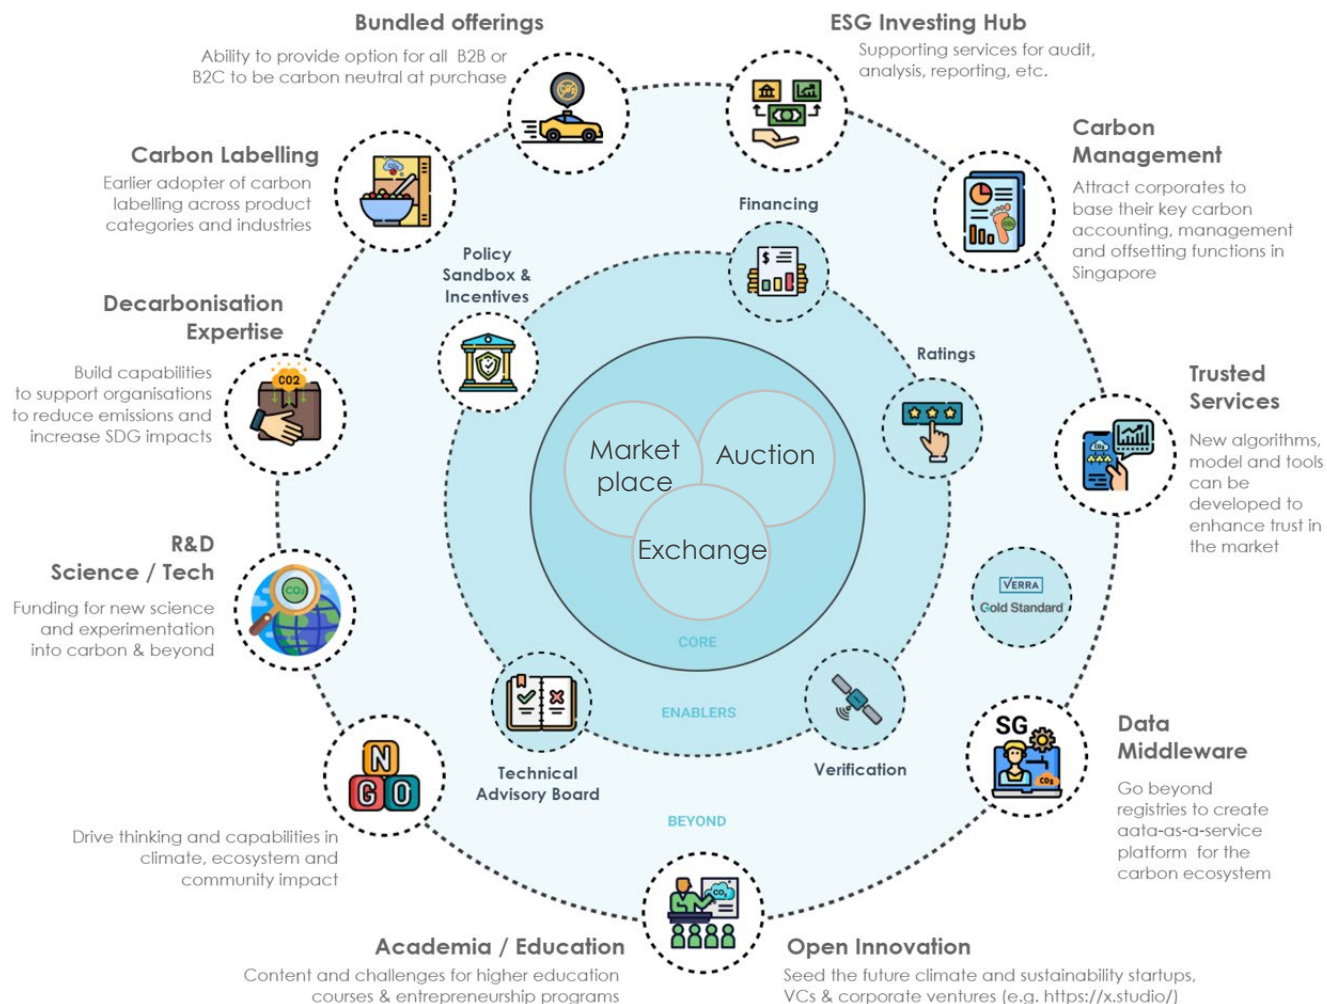 Bundled offerings
Ability to provide option for all B2B or
B2C to be carbon neutral at purchase
ESG Investing Hub
Supporting services for audit,
analysis, reporting, etc.
Carbon
Management
Attract corporates to
base their key carbon
accounting, management
and offsetting functions in
Singapore
Carbon Labelling
Earlier adopter of carbon
labelling across product
categories and industries
Financing
Policy
Sandbox &
Incentives
Decarbonisation
Expertise
Build capabilities
to support organisations
to reduce emissions and
increase SDG impacts
CO2
Ratings
Trusted
Services
New algorithms,
model and tools
can be
developed to
enhance trust in
the market
Market
place
Auction
Exchange
CORE
R&D
Science / Tech
Funding for new science
and experimentation
into carbon & beyond
CO₂
VERRA
Gold Standard
ENABLERS
Technical
Advisory Board
Verification
SG
CO₂
Data
Middleware
Go beyond
registries to create
aata-as-a-service
platform for the
carbon ecosystem
N
GO
Drive thinking and capabilities in
climate, ecosystem and
community impact
BEYOND
CO₂
Academia / Education
Content and challenges for higher education
courses & entrepreneurship programs
Open Innovation
Seed the future climate and sustainability startups,
VCs & corporate ventures (e.g. https://x.studio/)